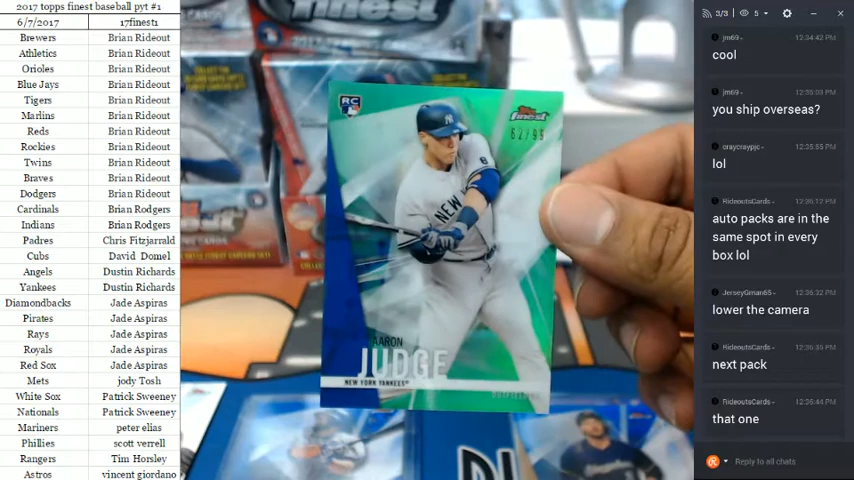 2017 topps finest baseball pyt #1
6/7/2017 17finest1
Brewers Brian Rideout
Athletics Brian Rideout
Orioles Brian Rideout
Blue Jays Brian Rideout
Tigers Brian Rideout
Marlins Brian Rideout
Reds Brian Rideout
Rockies Brian Rideout
Twins Brian Rideout
Braves Brian Rideout
Dodgers Brian Rideout
Cardinals Brian Rodgers
Indians Brian Rodgers
Padres Chris Fitzjarrald
Cubs David Domel
Angels Dustin Richards
Yankees Dustin Richards
Diamondbacks Jade Aspiras
Pirates Jade Aspiras
Rays Jade Aspiras
Royals Jade Aspiras
Red Sox Jade Aspiras
Mets jody Tosh
White Sox Patrick Sweeney
Nationals Patrick Sweeney
Mariners peter elias
Phillies scott verrell
Rangers Tim Horsley
Astros vincent giordano
RC
Topps
finest
62/99
NEW
AARON
JUDGE
NEW YORK YANKEES
3/3 5
jm69 12:34:42 PM
cool
jm69 12:35:03 PM
you ship overseas?
craycraypjc 12:35:55 PM
lol
RideoutsCards 12:36:12 PM
auto packs are in the
same spot in every
box lol
JerseyGman65 12:36:32 PM
lower the camera
RideoutsCards 12:36:35 PM
next pack
RideoutsCards 12:36:44 PM
that one
Reply to all chats